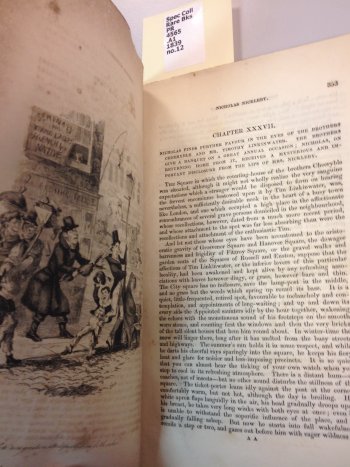 Spec Coll
Rare Bks
PR
4565
.A1
1839
no.12
NICHOLAS NICKLEBY.
353
CHAPTER XXXVII.
NICHOLAS FINDS FURTHER FAVOUR IN THE EYES OF THE BROTHERS
CHEERYBLE AND MR. TIMOTHY LINKINWATER. THE BROTHERS
GIVE A BANQUET ON A GREAT ANNUAL OCCASION; NICHOLAS, ON
RETURNING HOME FROM IT, RECEIVES A MYSTERIOUS AND IM-
PORTANT DISCLOSURE FROM THE LIPS OF MRS. NICKLEBY.
THE Square in which the counting-house of the brothers Cheeryble
was situated, although it might not wholly realise the very sanguine
expectations which a stranger would be disposed to form on hearing
the fervent encomiums bestowed upon it by Tim Linkinwater, was,
nevertheless, a sufficiently desirable nook in the heart of a busy town
like London, and one which occupied a high place in the affectionate
remembrances of several grave persons domiciled in the neighbourhood,
whose recollections, however, dated from a much more recent period,
and whose attachment to the spot was far less absorbing than were the
recollections and attachment of the enthusiastic Tim.
And let not those whose eyes have been accustomed to the aristo-
cratic gravity of Grosvenor Square and Hanover Square, the dowager
barrenness and frigidity of Fitzroy Square, or the gravel walks and
garden seats of the Squares of Russell and Euston, suppose that the
affections of Tim Linkinwater, or the inferior lovers of this particular
locality, had been awakened and kept alive by any refreshing asso-
ciations with leaves however dingy, or grass, however bare and thin.
The City square has no inclosure, save the lamp-post in the middle,
and no grass but the weeds which spring up round its base. It is a
quiet, little-frequented, retired spot, favourable to melancholy and con-
templation, and appointments of long-waiting; and up and down its
every side the Appointed saunters idly by the hour together, wakening
the echoes with the monotonous sound of his footsteps on the smooth
worn stones, and counting first the windows and then the very bricks
of the tall silent houses that hem him round about. In winter-time the
snow will linger there, long after it has melted from the busy streets
and highways. The summer's sun holds it in some respect, and while
he darts his cheerful rays sparingly into the square, he keeps his fiery
heat and glare for noisier and less-imposing precincts. It is so quiet
that you can almost hear the ticking of your own watch when you
stop to cool in its refreshing atmosphere. There is a distant hum—of
coaches, not of insects—but no other sound disturbs the stillness of the
square. The ticket porter leans idly against the post at the corner,
comfortably warm, but not hot, although the day is broiling. His
white apron flaps languidly in the air, his head gradually droops upon
his breast, he takes very long winks with both eyes at once; even he
is unable to withstand the soporific influence of the place, and is
gradually falling asleep. But now he starts into full wakefulness,
recoils a step or two, and gazes out before him with eager wildness
A A